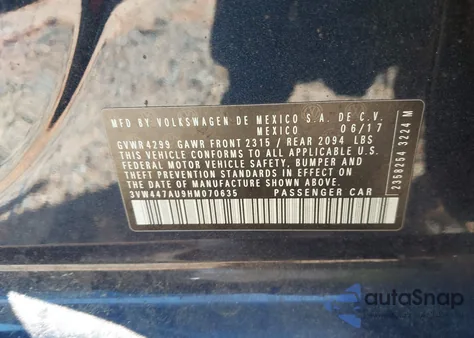 MFD BY VOLKSWAGEN DE MEXICO S.A. DE C.V.
MEXICO 06/17
GVWR 4299 GAWR FRONT 2315 / REAR 2094 LBS
THIS VEHICLE CONFORMS TO ALL APPLICABLE U.S.
FEDERAL MOTOR VEHICLE SAFETY, BUMPER AND
THEFT PREVENTION STANDARDS IN EFFECT ON
THE DATE OF MANUFACTURE SHOWN ABOVE.
3VW447AU9HM070635 PASSENGER CAR
2358254 3224 M
autoSnap